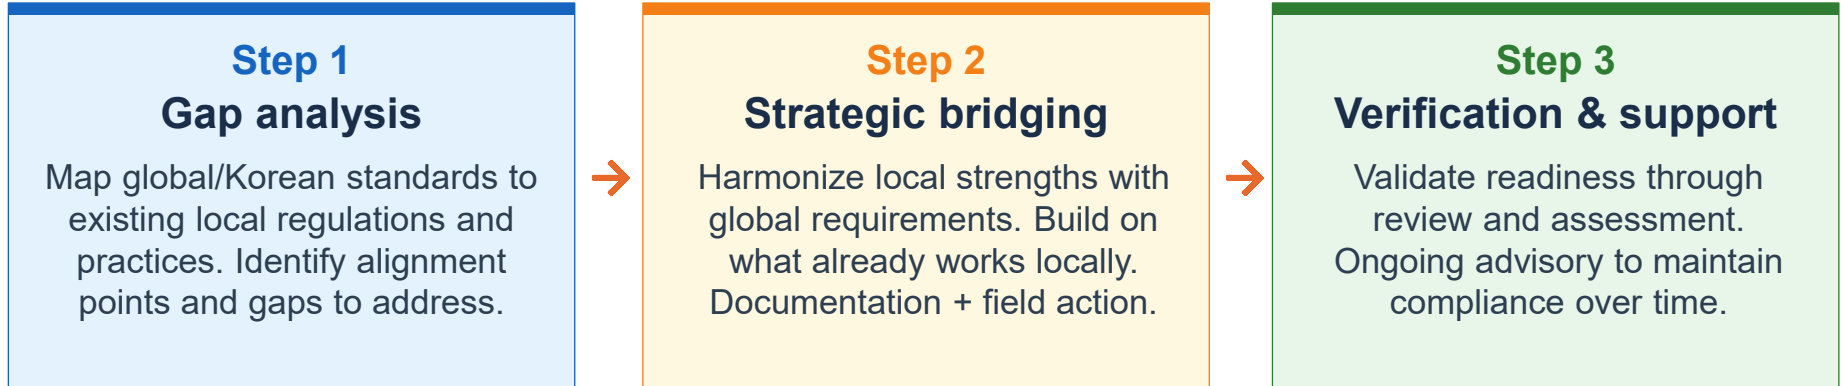 Step 1
Gap analysis
Map global/Korean standards to
existing local regulations and
practices. Identify alignment
points and gaps to address.
Step 2
Strategic bridging
Harmonize local strengths with
global requirements. Build on
what already works locally.
Documentation + field action.
Step 3
Verification & support
Validate readiness through
review and assessment.
Ongoing advisory to maintain
compliance over time.